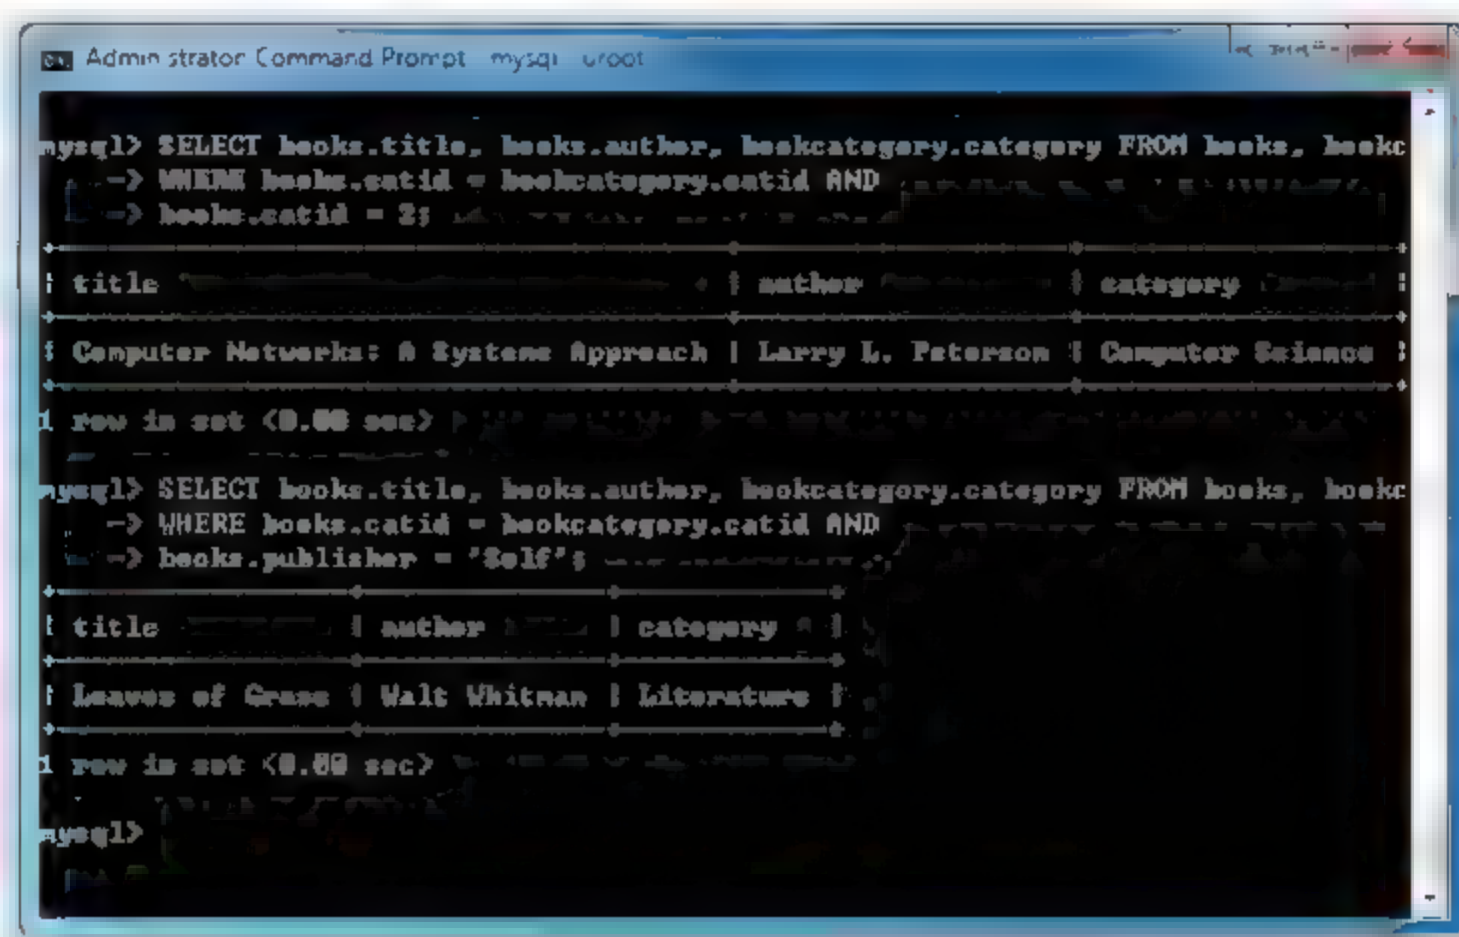 Administrator Command Prompt mysql uroot
mysql> SELECT books.title, books.author, bookcategory.category FROM books, bookc
-> WHERE books.catid = bookcategory.catid AND
-> books.catid = 2;
| title | author | category |
| Computer Networks: A Systems Approach | Larry L. Peterson | Computer Science |
1 row in set <0.00 sec>
mysql> SELECT books.title, books.author, bookcategory.category FROM books, bookc
-> WHERE books.catid = bookcategory.catid AND
-> books.publisher = 'Self';
| title | author | category |
| Leaves of Grass | Walt Whitman | Literature |
1 row in set <0.00 sec>
mysql>